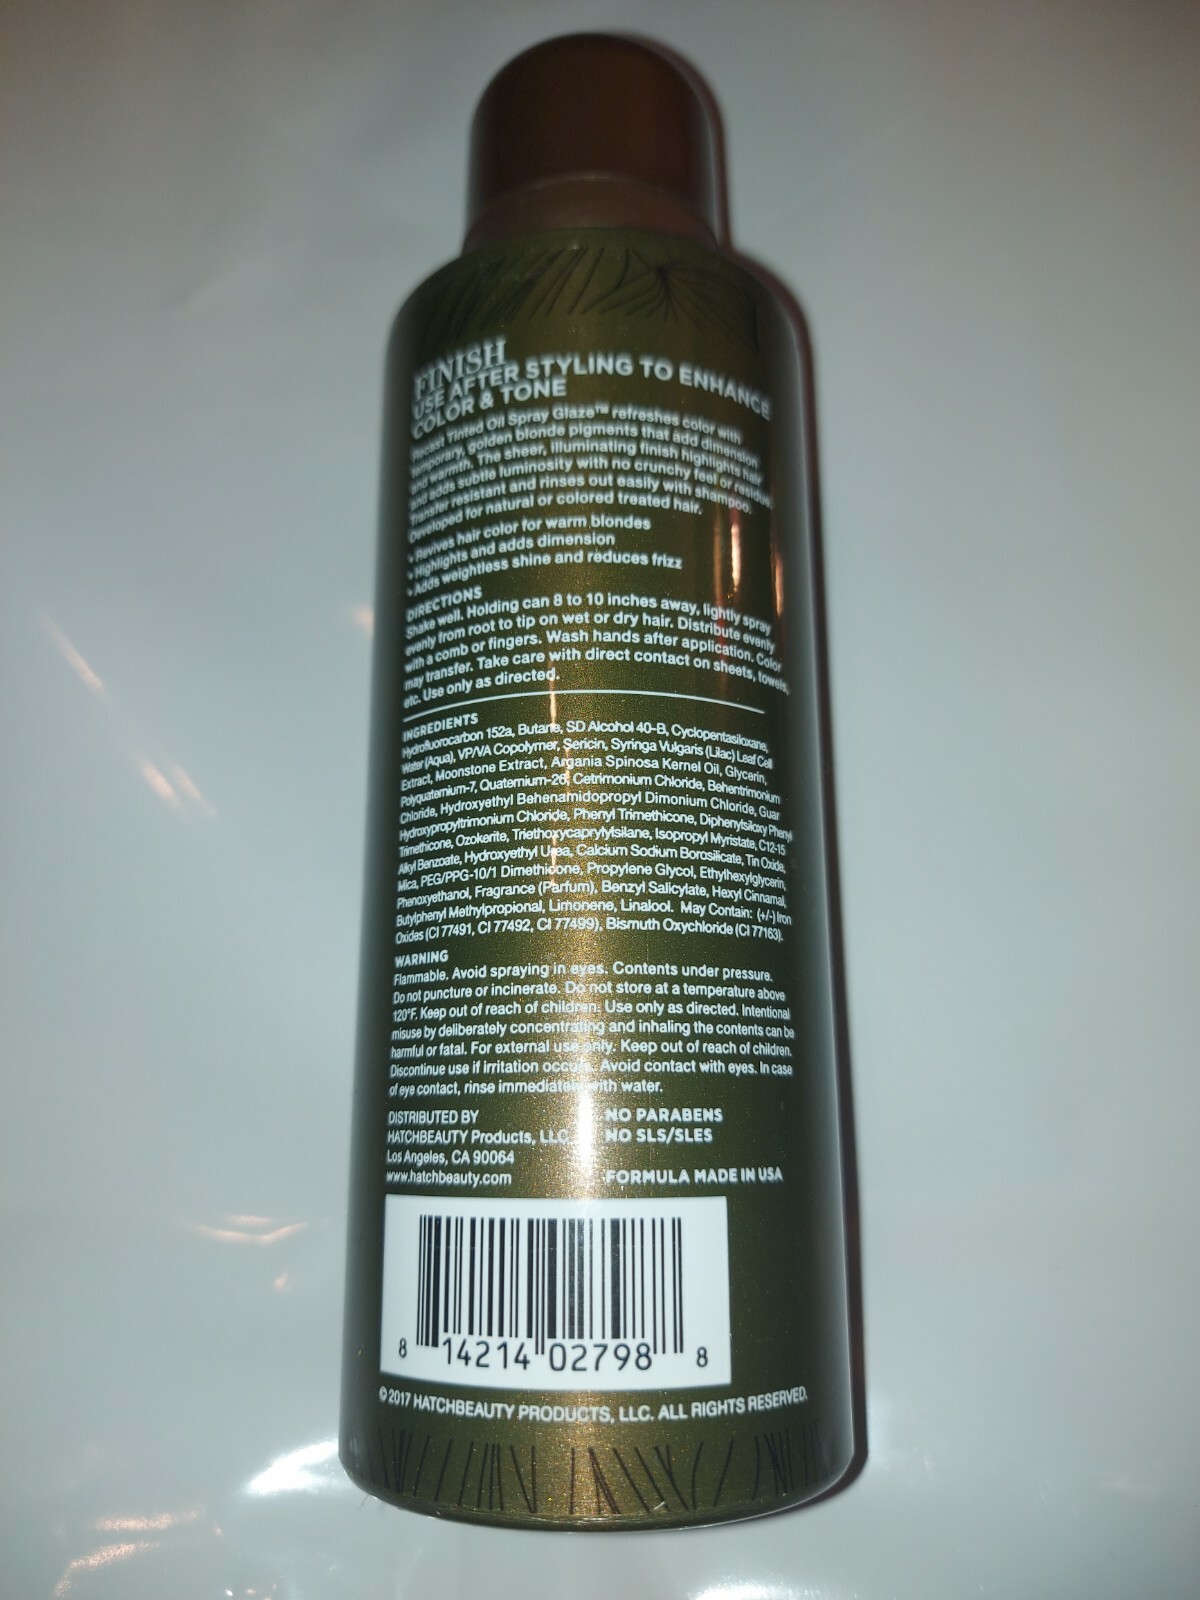 FINISH
USE AFTER STYLING TO ENHANCE
COLOR & TONE
Recast Tinted Oil Spray Glaze™ refreshes color with
temporary, golden blonde pigments that add dimension
and warmth. The sheer, illuminating finish highlights hair
and adds subtle luminosity with no crunchy feel or residue.
Transfer resistant and rinses out easily with shampoo.
Developed for natural or colored treated hair.
Revives hair color for warm blondes
Highlights and adds dimension
Adds weightless shine and reduces frizz
DIRECTIONS
Shake well. Holding can 8 to 10 inches away, lightly spray
evenly from root to tip on wet or dry hair. Distribute evenly
with a comb or fingers. Wash hands after application. Color
may transfer. Take care with direct contact on sheets, towels,
etc. Use only as directed.
INGREDIENTS
Hydrofluorocarbon 152a, Butane, SD Alcohol 40-B, Cyclopentasiloxane,
Water (Aqua), VP/VA Copolymer, Sericin, Syringa Vulgaris (Lilac) Leaf Cell
Extract, Moonstone Extract, Argania Spinosa Kernel Oil, Glycerin,
Polyquaternium-7, Quaternium-26, Cetrimonium Chloride, Behentrimonium
Chloride, Hydroxyethyl Behenamidopropyl Dimonium Chloride, Guar
Hydroxypropyltrimonium Chloride, Phenyl Trimethicone, Diphenylsiloxy Phenyl
Trimethicone, Ozokerite, Triethoxycaprylylsilane, Isopropyl Myristate, C12-15
Alkyl Benzoate, Hydroxyethyl Urea, Calcium Sodium Borosilicate, Tin Oxide,
Mica, PEG/PPG-10/1 Dimethicone, Propylene Glycol, Ethylhexylglycerin,
Phenoxyethanol, Fragrance (Parfum), Benzyl Salicylate, Hexyl Cinnamal,
Butylphenyl Methylpropional, Limonene, Linalool. May Contain: (+/-) Iron
Oxides (CI 77491, CI 77492, CI 77499), Bismuth Oxychloride (CI 77163).
WARNING
Flammable. Avoid spraying in eyes. Contents under pressure.
Do not puncture or incinerate. Do not store at a temperature above
120°F. Keep out of reach of children. Use only as directed. Intentional
misuse by deliberately concentrating and inhaling the contents can be
harmful or fatal. For external use only. Keep out of reach of children.
Discontinue use if irritation occurs. Avoid contact with eyes. In case
of eye contact, rinse immediately with water.
DISTRIBUTED BY
HATCHBEAUTY Products, LLC
Los Angeles, CA 90064
www.hatchbeauty.com
NO PARABENS
NO SLS/SLES
FORMULA MADE IN USA
8 14214 02798 8
© 2017 HATCHBEAUTY PRODUCTS, LLC. ALL RIGHTS RESERVED.